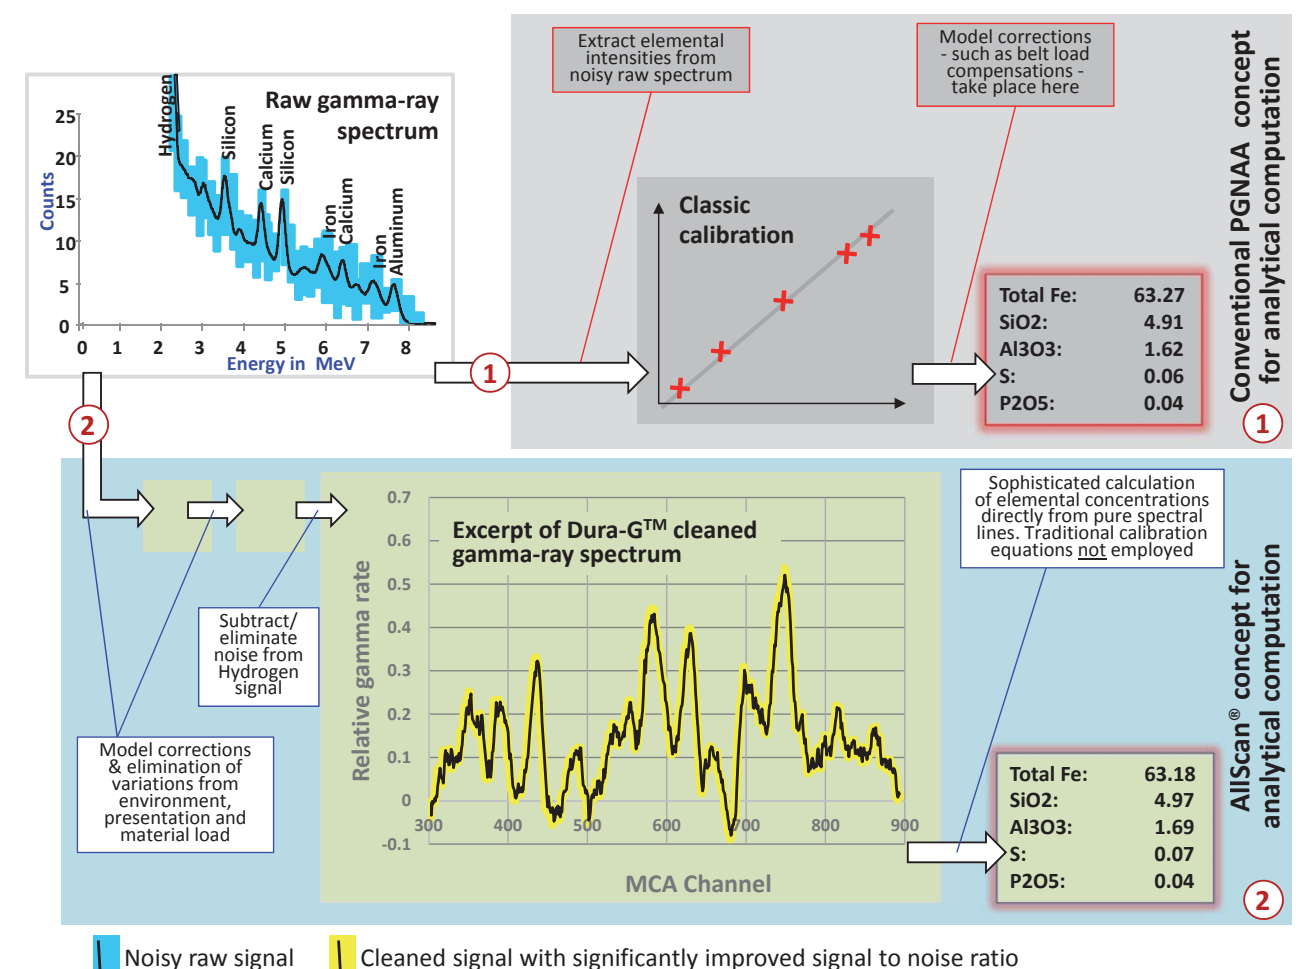 Extract elemental
intensities from
noisy raw spectrum
Model corrections
- such as belt load
compensations -
take place here
Conventional PGNAA concept
for analytical computation
1
Raw gamma-ray
spectrum
Counts
25
20
15
10
5
0
Hydrogen
Silicon
Calcium
Silicon
Iron
Calcium
Iron
Aluminum
0 1 2 3 4 5 6 7 8
Energy in MeV
1
Classic
calibration
Total Fe: 63.27
SiO2: 4.91
Al3O3: 1.62
S: 0.06
P2O5: 0.04
2
Model corrections
& elimination of
variations from
environment,
presentation and
material load
Subtract/
eliminate
noise from
Hydrogen
signal
Excerpt of Dura-G™ cleaned
gamma-ray spectrum
Relative gamma rate
0.7
0.6
0.5
0.4
0.3
0.2
0.1
0
-0.1
300 400 500 600 700 800 900
MCA Channel
Sophisticated calculation
of elemental concentrations
directly from pure spectral
lines. Traditional calibration
equations not employed
Total Fe: 63.18
SiO2: 4.97
Al3O3: 1.69
S: 0.07
P2O5: 0.04
AllScan® concept for
analytical computation
2
Noisy raw signal
Cleaned signal with significantly improved signal to noise ratio